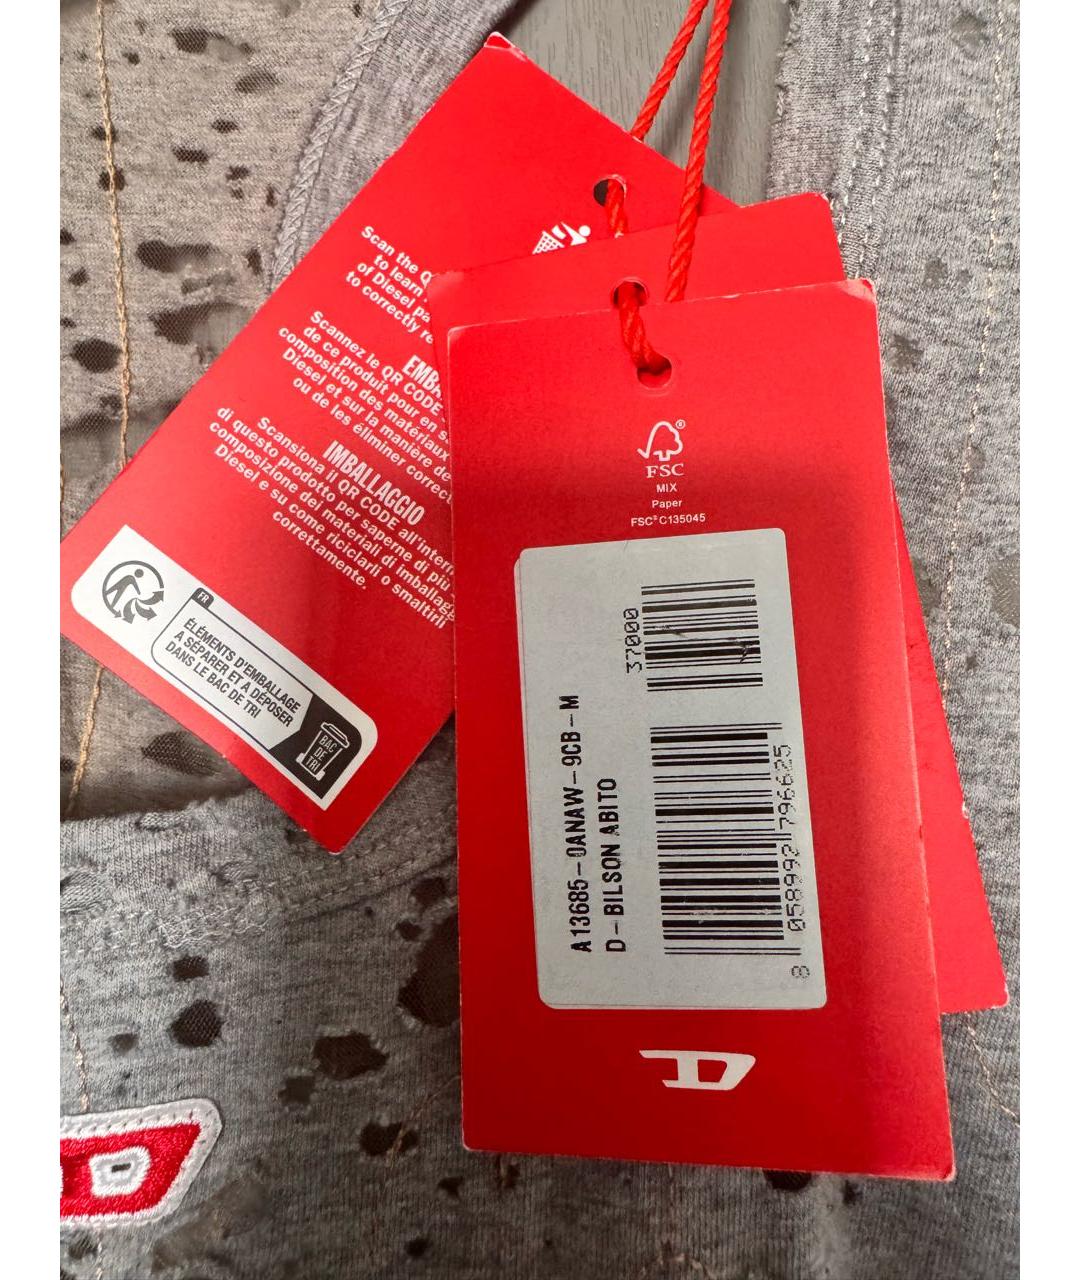 Scan the Q
to learn
of Diesel pa
to correctly re
EMB
Scannez le QR CODE
de ce produit pour en s
composition des matériaux
Diesel et sur la manière de
ou de les éliminer correc
IMBALLAGGIO
Scansiona il QR CODE all'intern
di questo prodotto per saperne di più
composizione dei materiali di imballagg
Diesel e su come riciclarli o smaltirli
correttamente.
FR
ÉLÉMENTS D'EMBALLAGE
A SÉPARER ET A DÉPOSER
DANS LE BAC DE TRI
BAC
DE
TRI
FSC®
MIX
Paper
FSC® C135045
37000
A13685-0ANAW-9CB-M
D-BILSON ABITO
8 058992 796625
D
D